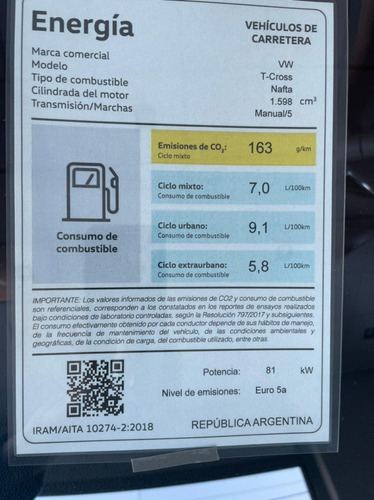 Energía
VEHÍCULOS DE
CARRETERA
Marca comercial VW
Modelo T-Cross
Tipo de combustible Nafta
Cilindrada del motor 1.598 cm³
Transmisión/Marchas Manual/5
Emisiones de CO₂: 163 g/km
Ciclo mixto
Ciclo mixto: 7,0 L/100km
Consumo de combustible
Ciclo urbano: 9,1 L/100km
Consumo de combustible
Ciclo extraurbano: 5,8 L/100km
Consumo de combustible
Consumo de
combustible
IMPORTANTE: Los valores informados de las emisiones de CO2 y consumo de combustible
son referenciales, corresponden a los constatados en los reportes de ensayos realizados
bajo condiciones de laboratorio controladas, según la Resolución 797/2017 y subsiguientes.
El consumo efectivamente obtenido por cada conductor depende de sus hábitos de manejo,
de la frecuencia de mantenimiento del vehículo, de las condiciones ambientales y
geográficas, de la condición de carga, del combustible utilizado, entre otras.
Potencia: 81 kW
Nivel de emisiones: Euro 5a
IRAM/AITA 10274-2:2018
REPÚBLICA ARGENTINA